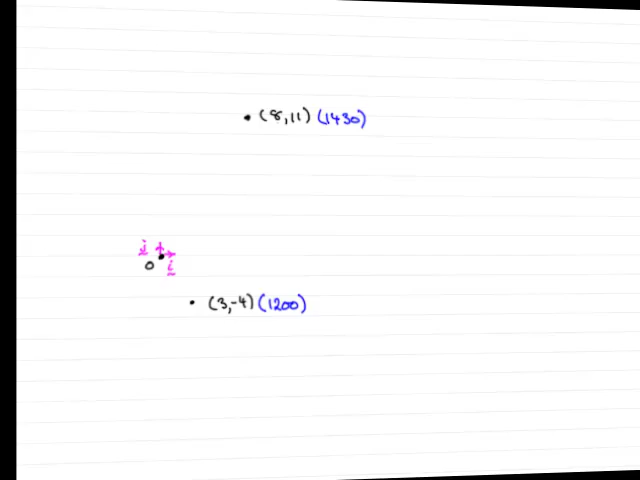 (8,11) (1430)
j
O i
(3,-4) (1200)